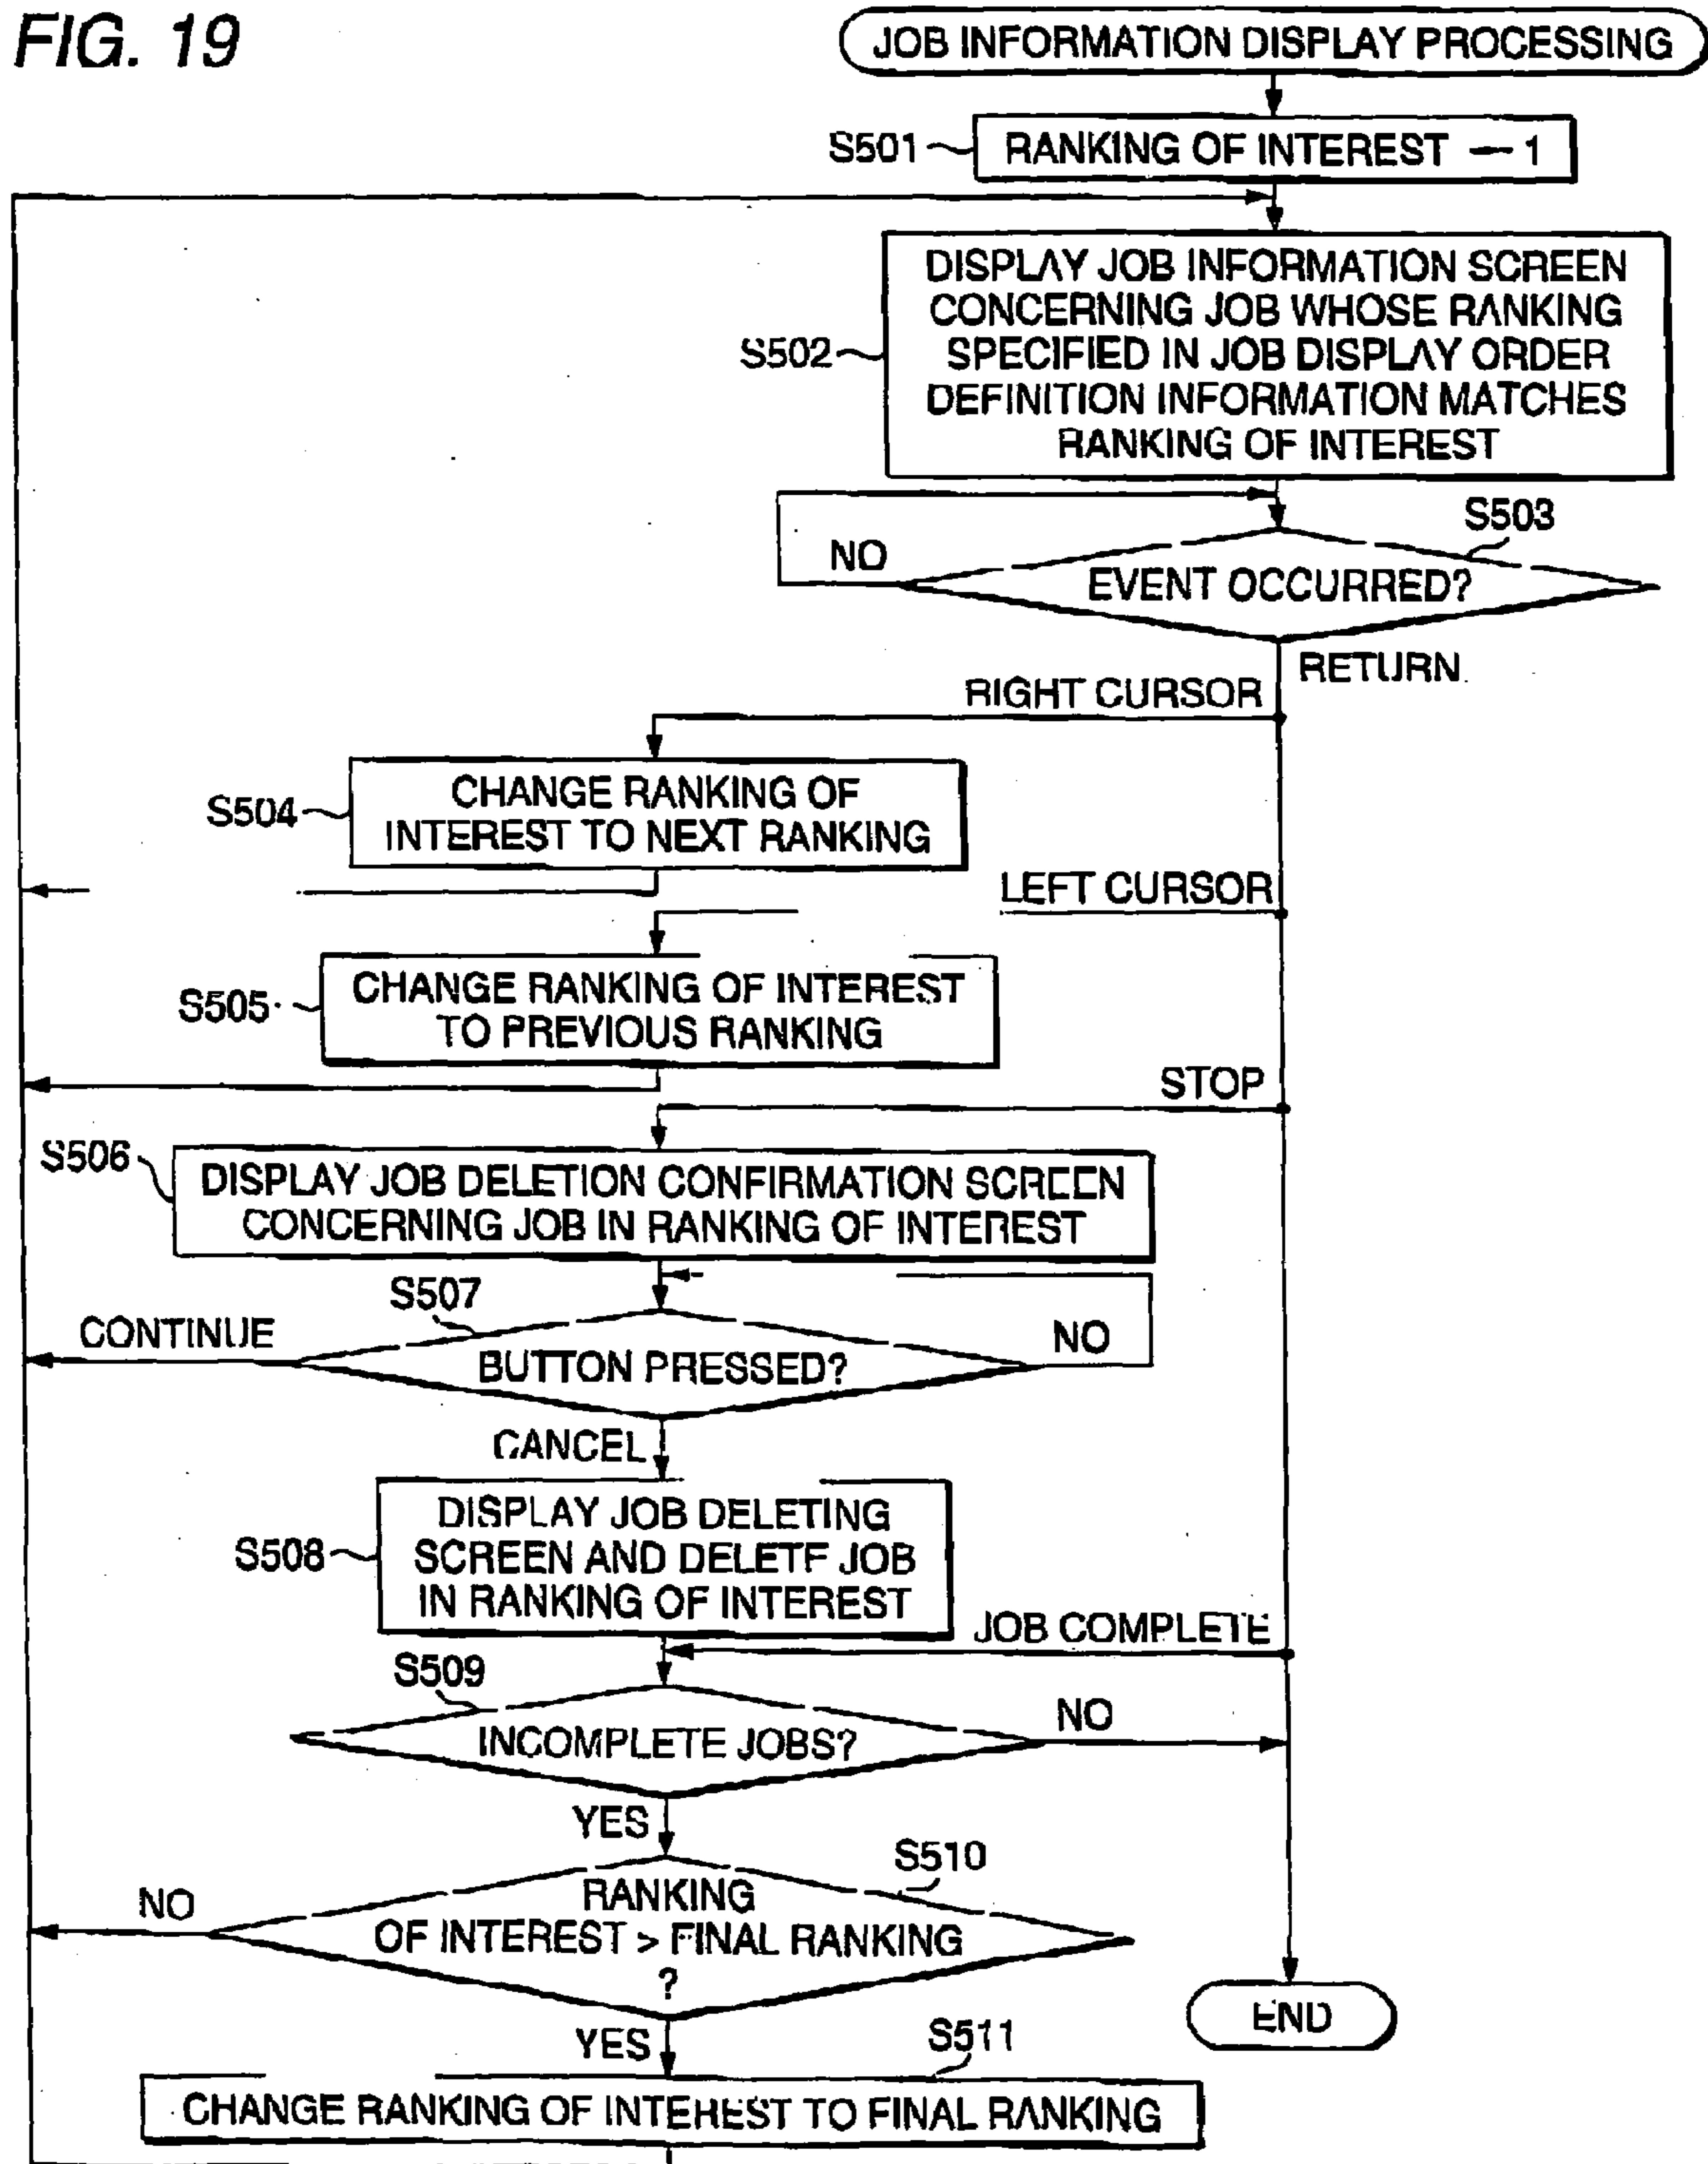 FIG. 19
JOB INFORMATION DISPLAY PROCESSING
S501
RANKING OF INTEREST — 1
S502
DISPLAY JOB INFORMATION SCREEN
CONCERNING JOB WHOSE RANKING
SPECIFIED IN JOB DISPLAY ORDER
DEFINITION INFORMATION MATCHES
RANKING OF INTEREST
S503
NO
EVENT OCCURRED?
RETURN
RIGHT CURSOR
S504
CHANGE RANKING OF
INTEREST TO NEXT RANKING
LEFT CURSOR
S505
CHANGE RANKING OF INTEREST
TO PREVIOUS RANKING
STOP
S506
DISPLAY JOB DELETION CONFIRMATION SCREEN
CONCERNING JOB IN RANKING OF INTEREST
S507
CONTINUE
NO
BUTTON PRESSED?
CANCEL
S508
DISPLAY JOB DELETING
SCREEN AND DELETE JOB
IN RANKING OF INTEREST
JOB COMPLETE
S509
NO
INCOMPLETE JOBS?
YES
S510
NO
RANKING
OF INTEREST > FINAL RANKING
?
END
YES
S511
CHANGE RANKING OF INTEREST TO FINAL RANKING